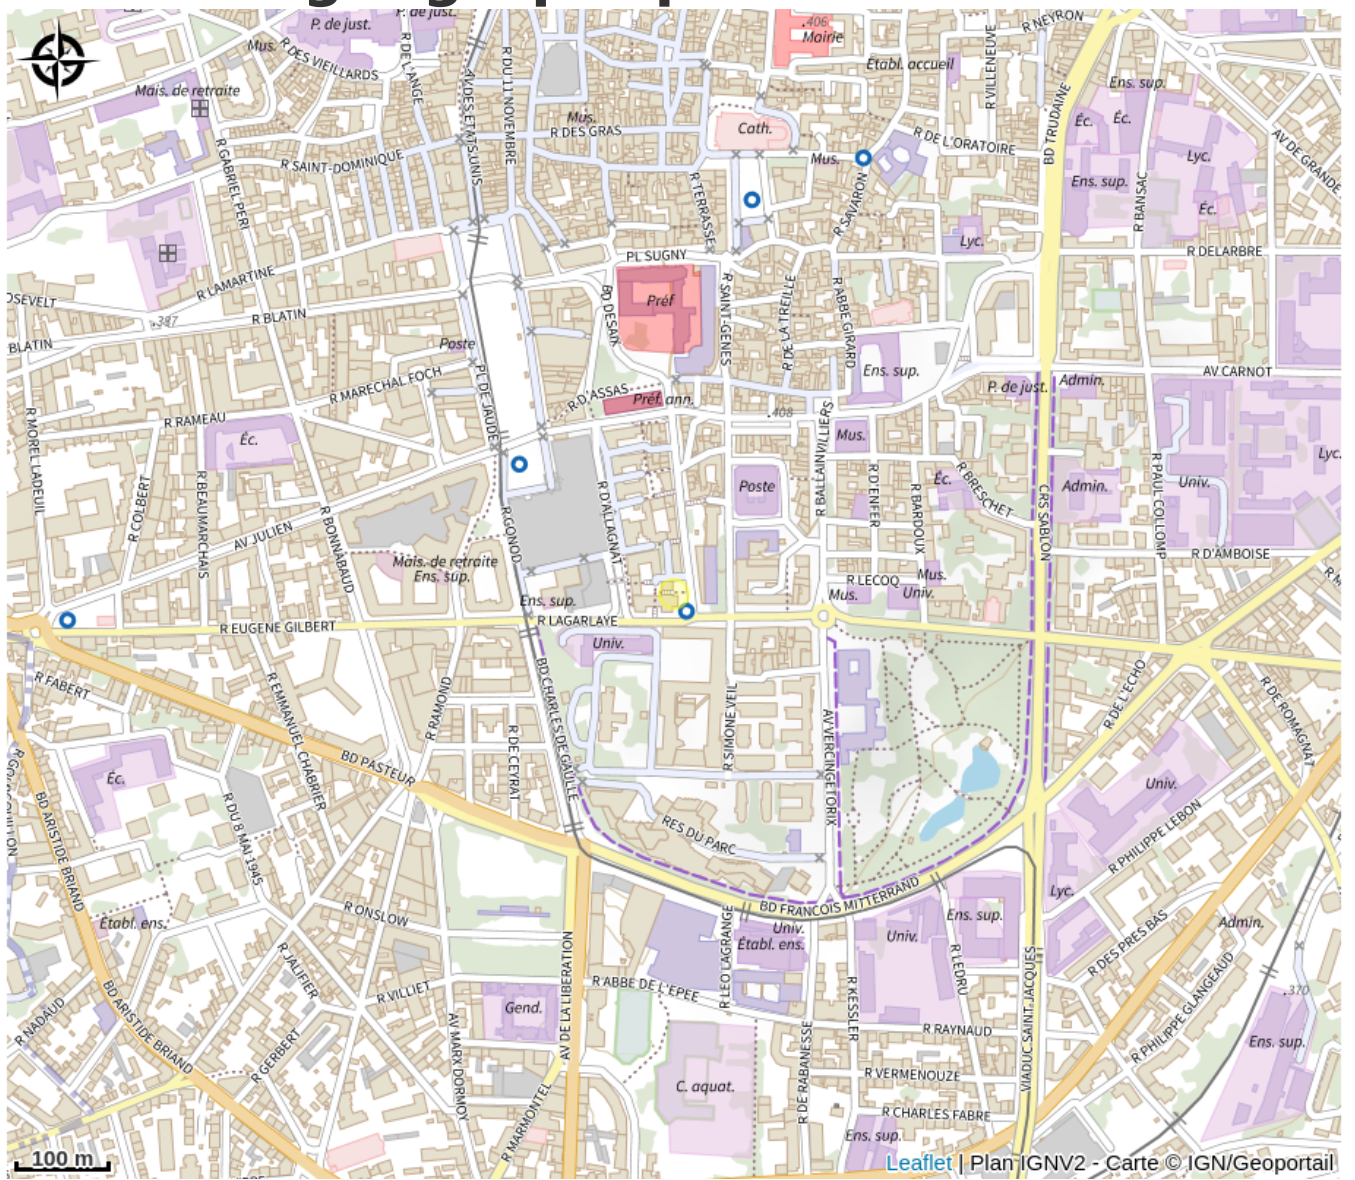 .406
Mairie
P. de just.
P. de just.
R NEYRON
Mus.
R DES VIEILLARDS
R DE L'ANGE
AV DES ETATS UNIS
R DU 11 NOVEMBRE
Établ. accueil
R VILLENEUVE
BD TRUDAINE
Ens. sup.
Mais. de retraite
Mus.
R DES GRAS
Cath.
Éc.
Éc.
R DE L'ORATOIRE
AV DE GRANDE
R GABRIEL PERI
R SAINT-DOMINIQUE
Mus.
Lyc.
Ens. sup.
R BANSAC
R TERRASSE
R SAVARON
Éc.
Lyc.
PL SUGNY
R DELARBRE
R LAMARTINE
OSEVELT
BD DESAIX
Préf
R SAINT-GENES
R DE LA TREILLE
R ABBE GIRARD
.397
R BLATIN
BLATIN
Poste
PL DE JAUDE
R MARECHAL FOCH
Ens. sup.
AV CARNOT
P. de just.
Admin.
R D'ASSAS
Préf. ann.
.408
R MOREL LADEUIL
R RAMEAU
Éc.
R BALLAINVILLIERS
Mus.
Lyc.
R COLBERT
R BEAUMARCHAIS
R BONNABAUD
R GONOD
R D'ALLAGNAT
Poste
R D'ENFER
R BARDOUX
Éc.
R BRESCHET
CRS SABLON
Admin.
R PAUL COLLOMP
Univ.
AV JULIEN
Mais. de retraite
Ens. sup.
R D'AMBOISE
R LECOQ
Mus.
Mus.
Univ.
Ens. sup.
R EUGENE GILBERT
R LAGARLAYE
Univ.
R FABERT
R EMMANUEL CHABRIER
R RAMOND
R DE CEYRAT
BD CHARLES DE GAULLE
R SIMONE VEIL
AV VERCINGETORIX
R DE L'ECHO
R DE ROMAGNAT
BD PASTEUR
Éc.
Univ.
BD ARISTIDE BRIAND
R DU 8 MAI 1945
RES DU PARC
R PHILIPPE LEBON
Lyc.
BD FRANCOIS MITTERRAND
R ONSLOW
Établ. ens.
Univ.
Établ. ens.
Univ.
Ens. sup.
Admin.
R LEO LAGRANGE
R DES PRES BAS
R JALIFIER
R VILLIET
R ABBE DE L'EPEE
R KESSLER
R LEDRU
VIADUC SAINT-JACQUES
R PHILIPPE GLANGEAUD
.370
BD ARISTIDE BRIAND
R NADAUD
Gend.
AV DE LA LIBERATION
R RAYNAUD
Ens. sup.
R GERBERT
AV MARX DORMOY
R DE RABANESSE
R VERMENOUZE
C. aquat.
R MARMONTEL
R CHARLES FABRE
Ens. sup.
100 m
Leaflet | Plan IGNV2 - Carte © IGN/Geoportail